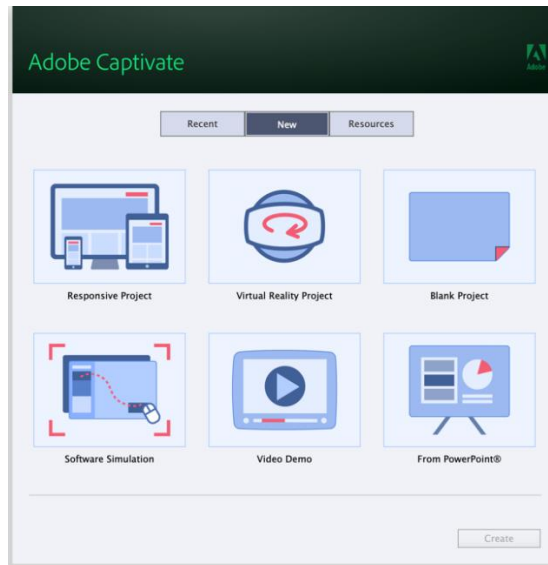 Adobe Captivate
Adobe
Recent New Resources
Responsive Project Virtual Reality Project Blank Project
Software Simulation Video Demo From PowerPoint®
Create